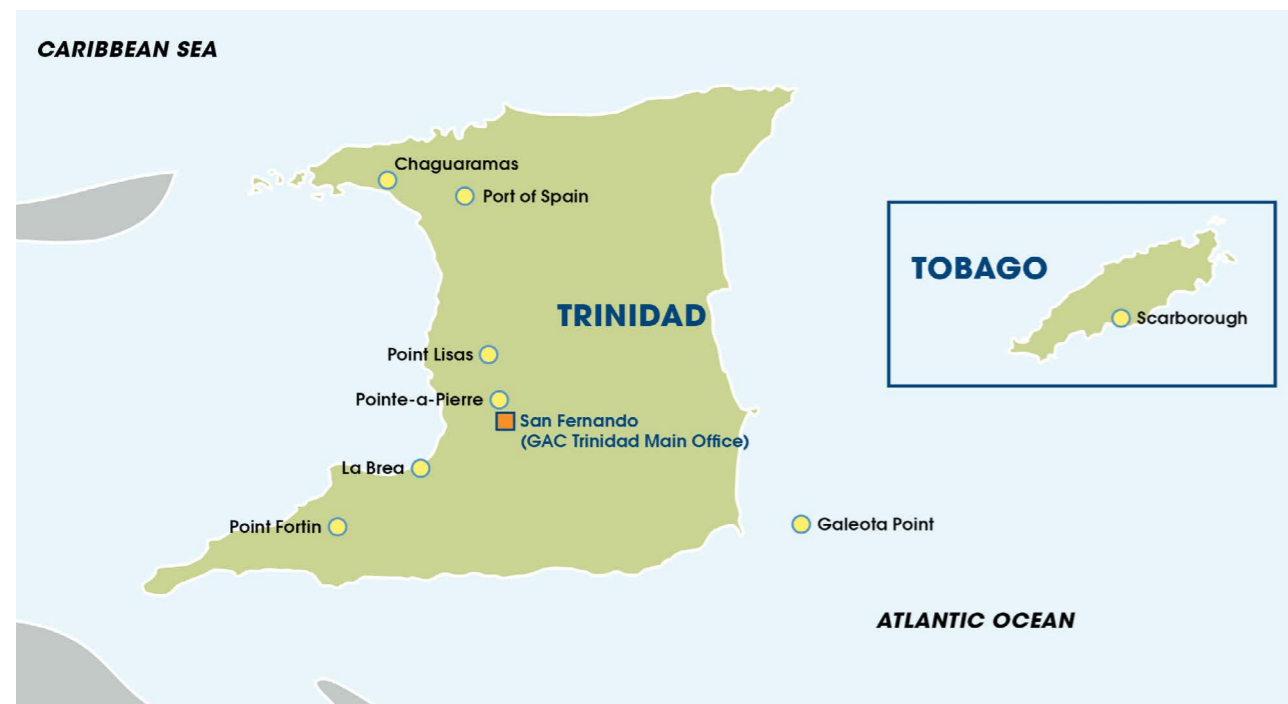 CARIBBEAN SEA
Chaguaramas
Port of Spain
TOBAGO
Scarborough
TRINIDAD
Point Lisas
Pointe-a-Pierre
San Fernando
(GAC Trinidad Main Office)
La Brea
Point Fortin
Galeota Point
ATLANTIC OCEAN